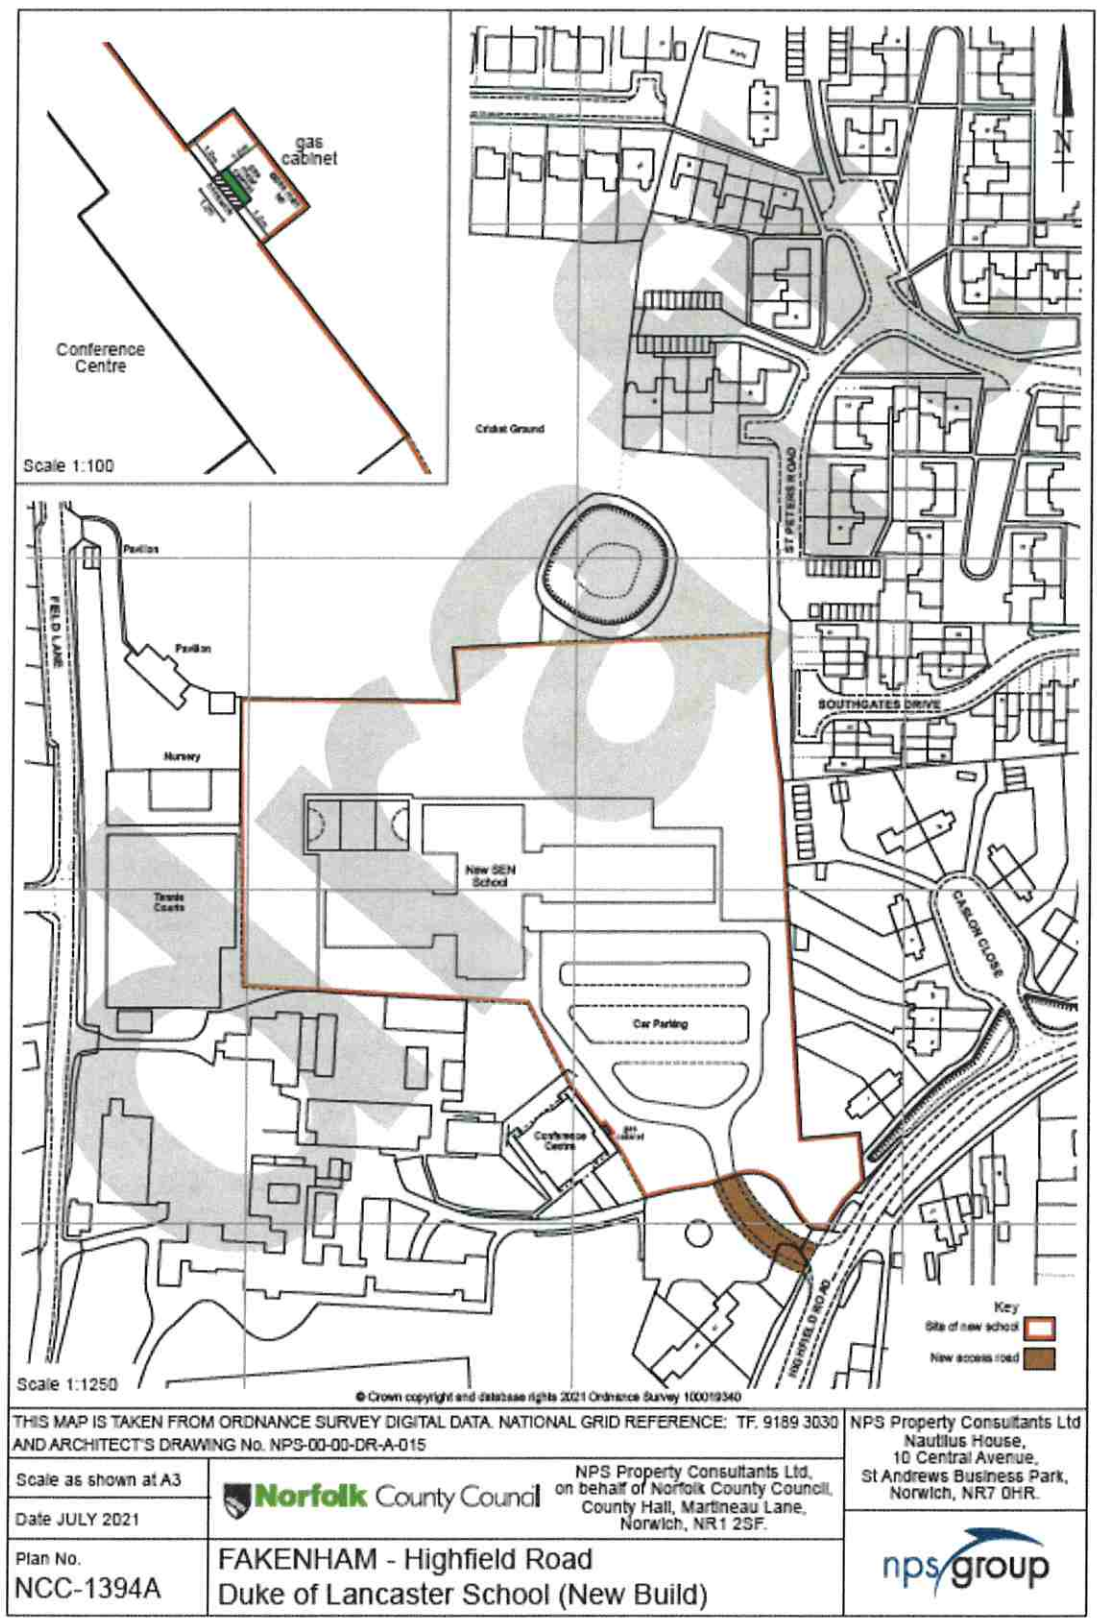 gas
cabinet
Conference
Centre
Scale 1:100
N
Cricket Ground
ST PETERS ROAD
Pavilion
FIELD LANE
Pavilion
SOUTHGATES DRIVE
Nursery
New SEN
School
Tennis
Courts
CASLON CLOSE
Car Parking
Conference
Centre
gas
cabinet
HIGHFIELD ROAD
Key
Site of new school
New access road
draft
Scale 1:1250
© Crown copyright and database rights 2021 Ordnance Survey 100019340
THIS MAP IS TAKEN FROM ORDNANCE SURVEY DIGITAL DATA. NATIONAL GRID REFERENCE: TF. 9189 3030
AND ARCHITECT'S DRAWING No. NPS-00-00-DR-A-015
NPS Property Consultants Ltd
Nautilus House,
10 Central Avenue,
St Andrews Business Park,
Norwich, NR7 0HR.
Scale as shown at A3
Date JULY 2021
Norfolk County Council
NPS Property Consultants Ltd,
on behalf of Norfolk County Council,
County Hall, Martineau Lane,
Norwich, NR1 2SF.
Plan No.
NCC-1394A
FAKENHAM - Highfield Road
Duke of Lancaster School (New Build)
nps group